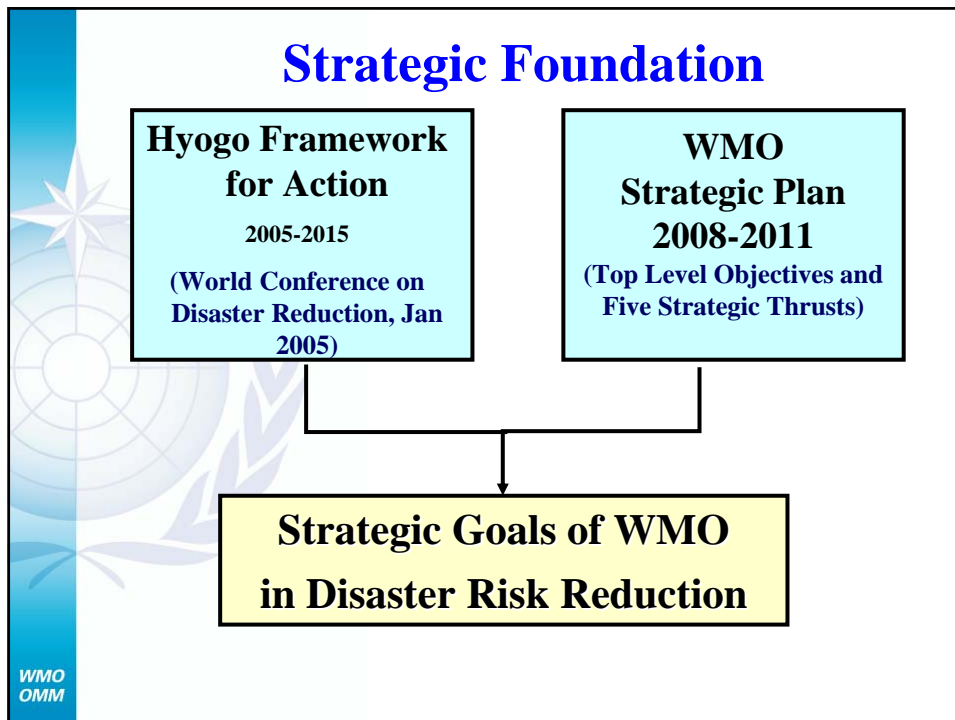 Strategic Foundation
Hyogo Framework
for Action
2005-2015
(World Conference on
Disaster Reduction, Jan
2005)
WMO
Strategic Plan
2008-2011
(Top Level Objectives and
Five Strategic Thrusts)
Strategic Goals of WMO
in Disaster Risk Reduction
WMO
OMM